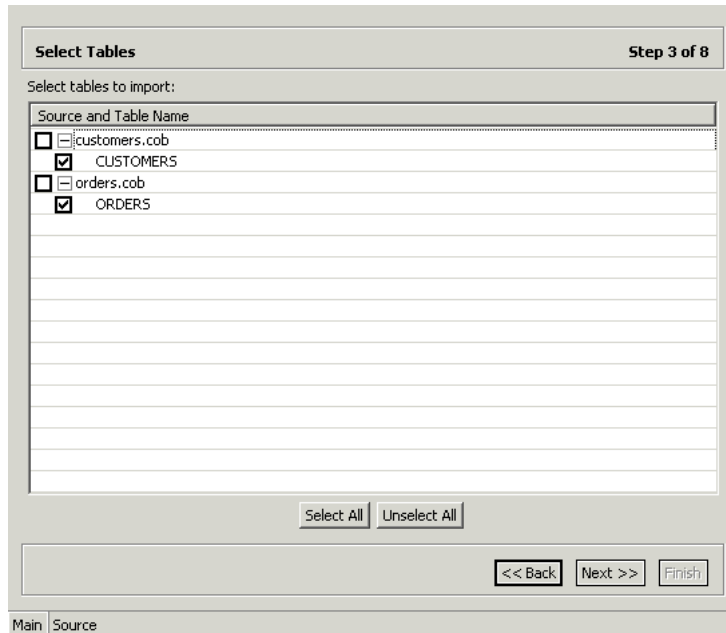 Select Tables Step 3 of 8
Select tables to import:
Source and Table Name
customers.cob
CUSTOMERS
orders.cob
ORDERS
Select All Unselect All
<< Back Next >> Finish
Main Source